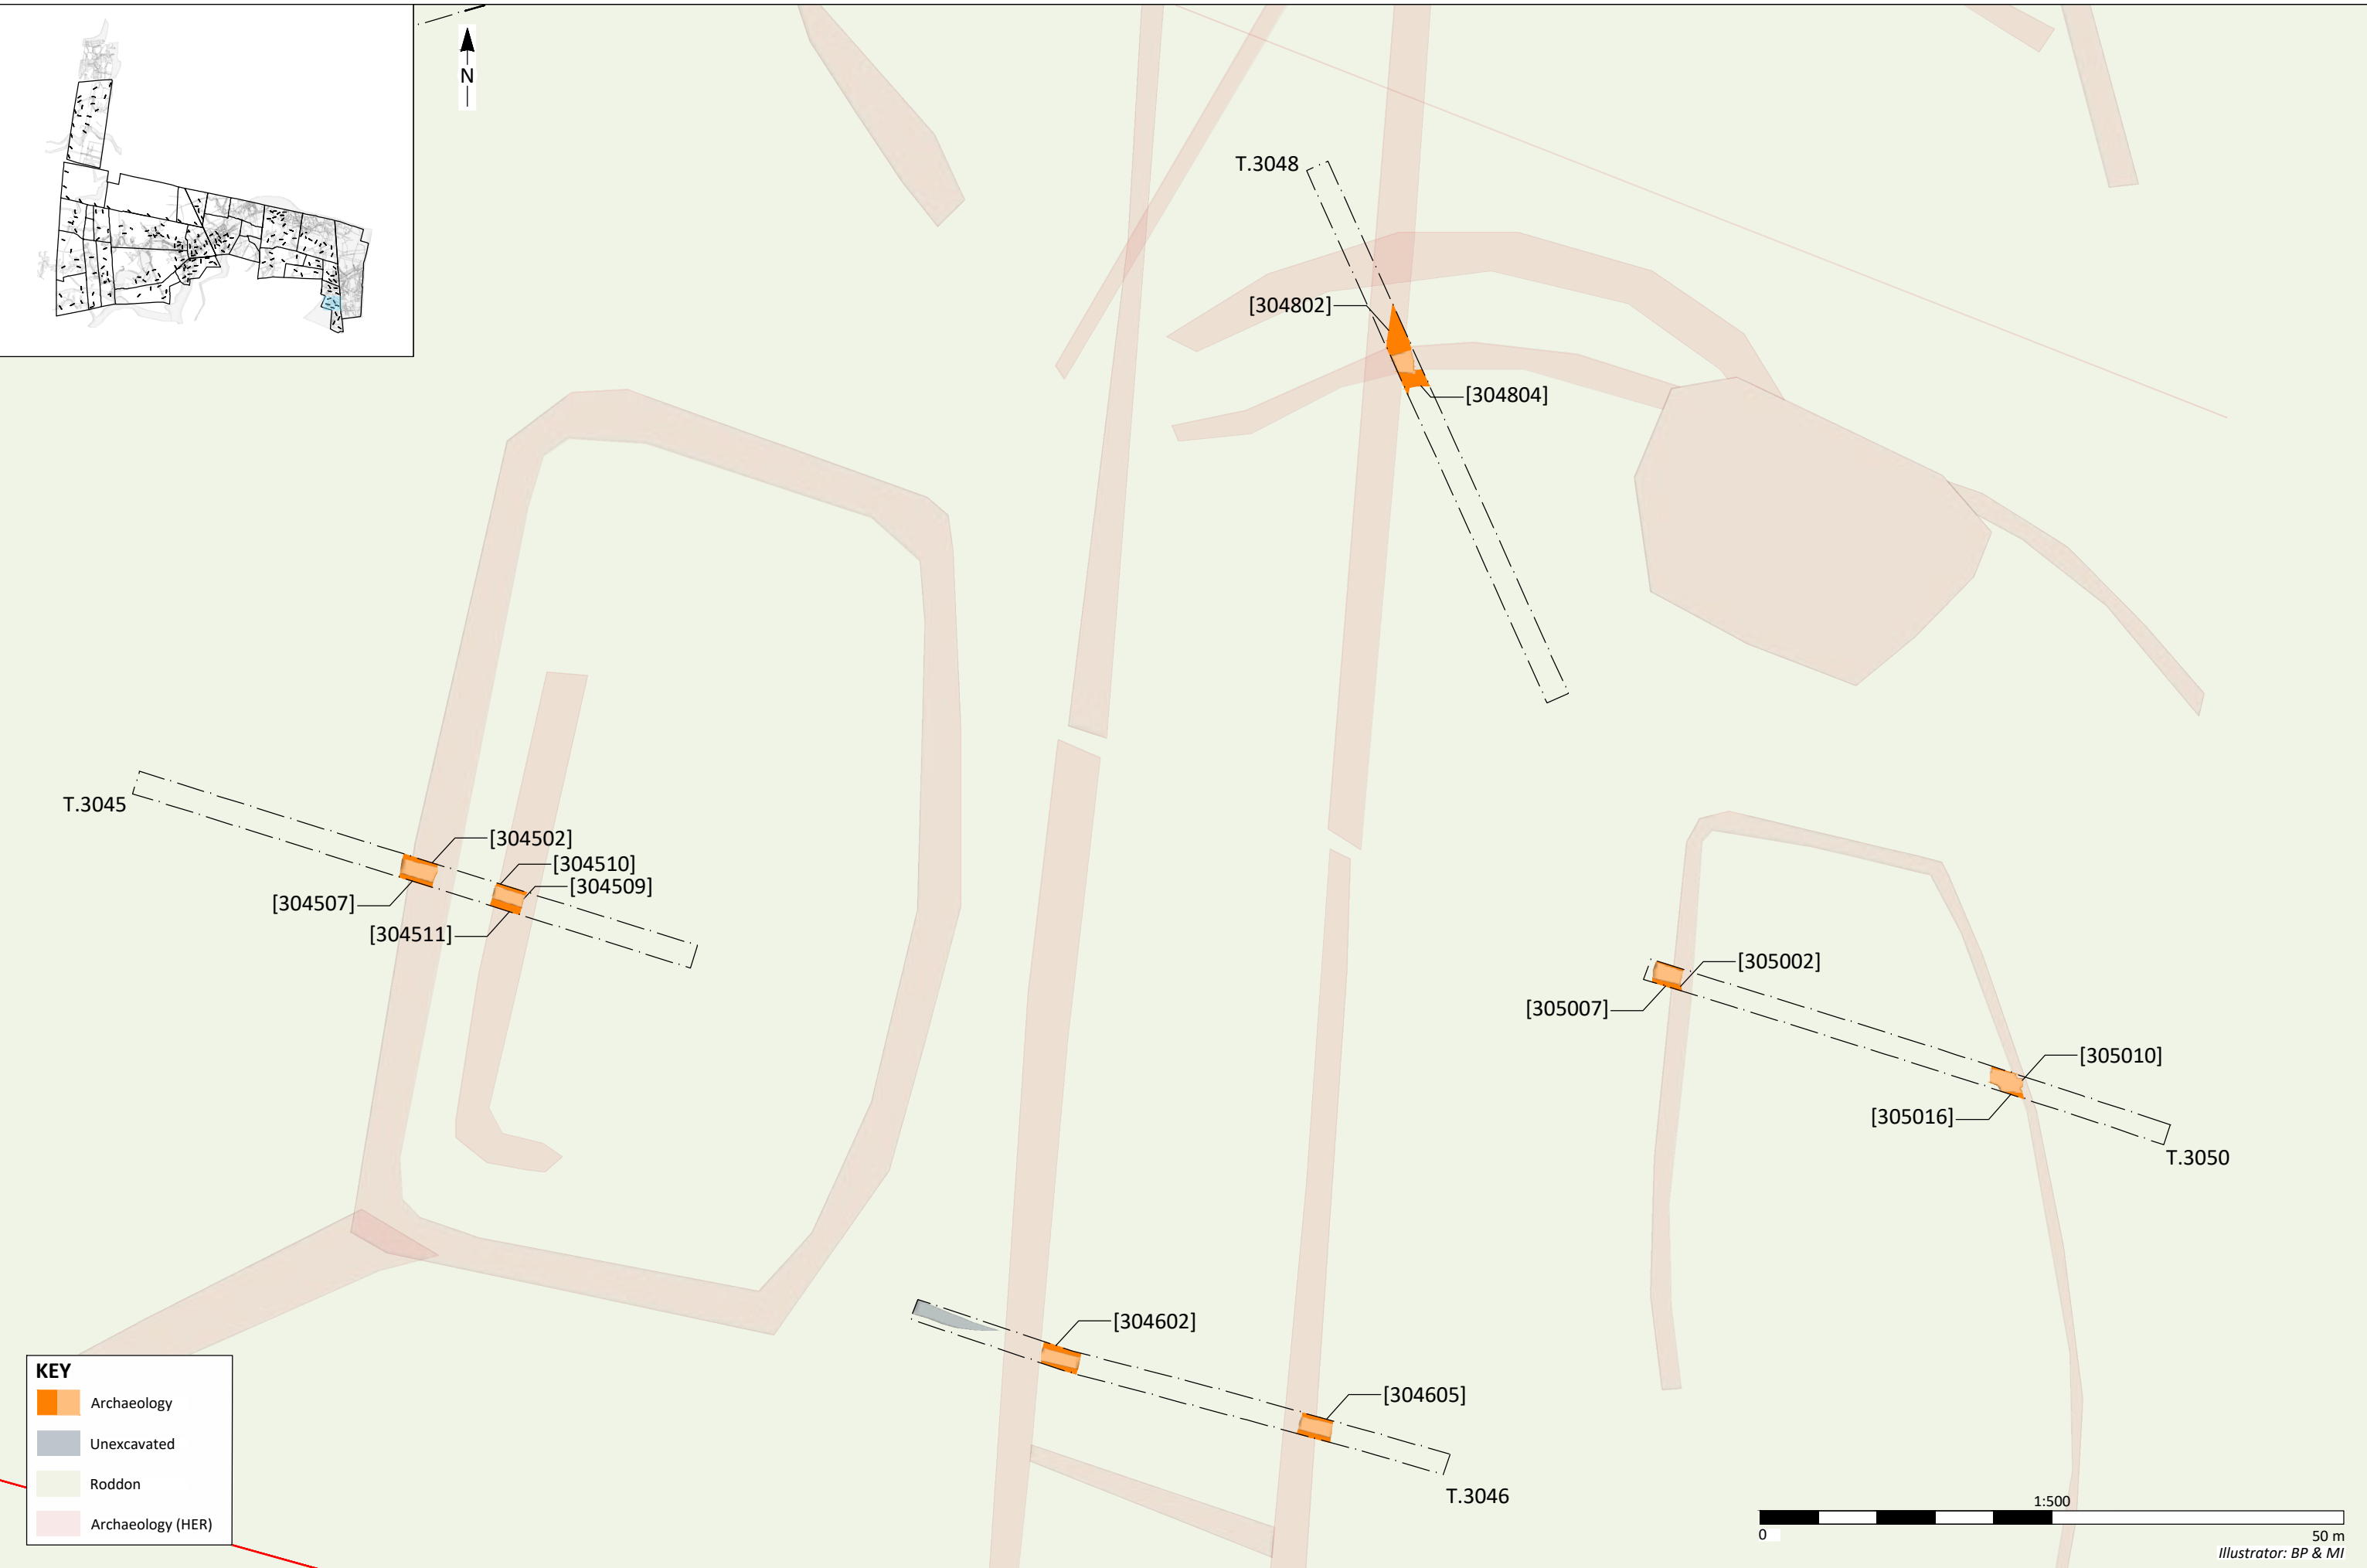 N
T.3048
[304802]
[304804]
T.3045
[304502]
[304510]
[304509]
[304507]
[304511]
[305002]
[305007]
[305010]
[305016]
T.3050
[304602]
[304605]
T.3046
KEY
Archaeology
Unexcavated
Roddon
Archaeology (HER)
1:500
0 50 m
Illustrator: BP & MI